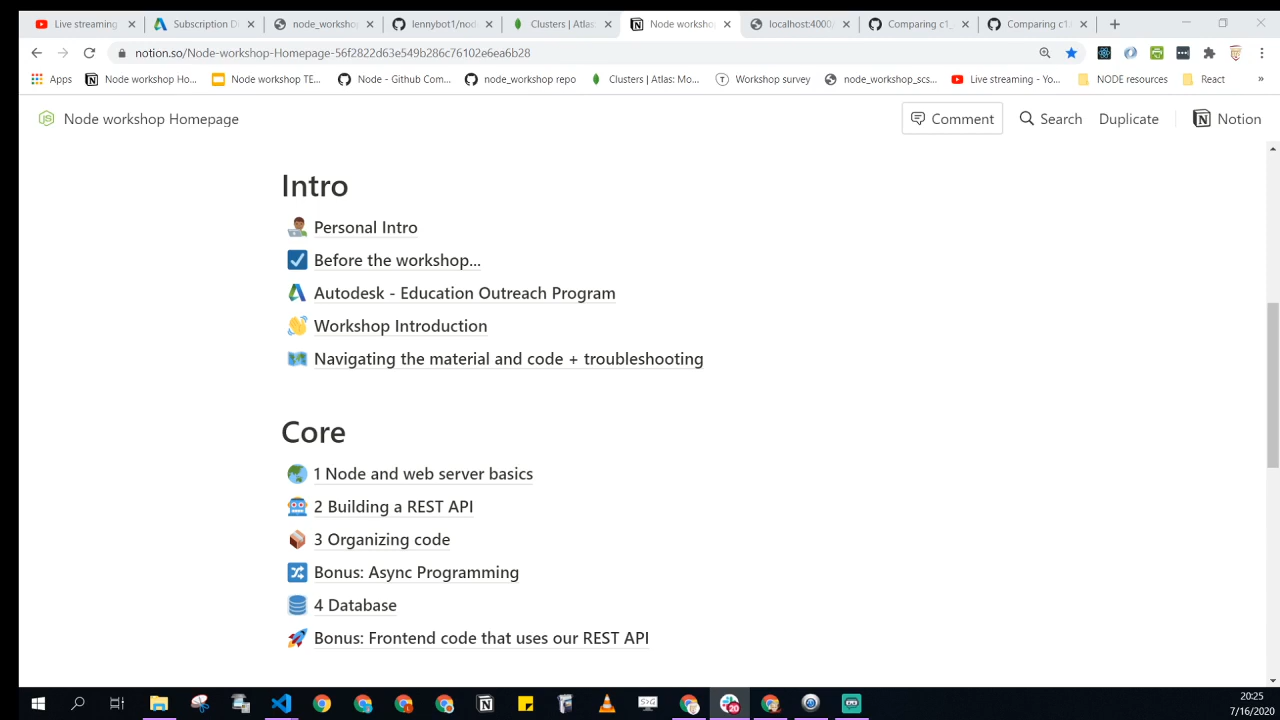 Live streaming
Subscription D
node_worksho
lennybot1/nod
Clusters | Atlas:
Node workshop
localhost:4000/
Comparing c1_
Comparing c1.
notion.so/Node-workshop-Homepage-56f2822d63e549b286c76102e6ea6b28
Apps
Node workshop Ho...
Node workshop TE...
Node - Github Com...
node_workshop repo
Clusters | Atlas: Mo...
Workshop survey
node_workshop_scs...
Live streaming - Yo...
NODE resources
React
»
Node workshop Homepage
Comment
Search
Duplicate
Notion
Intro
Personal Intro
Before the workshop...
Autodesk - Education Outreach Program
Workshop Introduction
Navigating the material and code + troubleshooting
Core
1 Node and web server basics
2 Building a REST API
3 Organizing code
Bonus: Async Programming
4 Database
Bonus: Frontend code that uses our REST API
20
20:25
7/16/2020